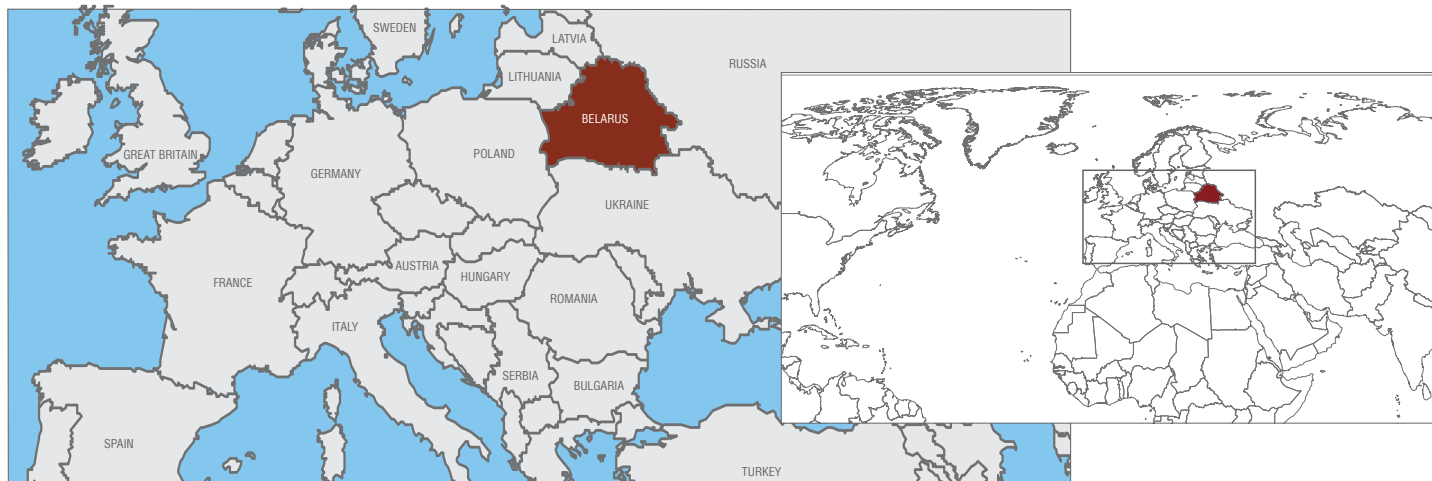 SWEDEN
LATVIA
RUSSIA
LITHUANIA
BELARUS
GREAT BRITAIN
POLAND
GERMANY
UKRAINE
AUSTRIA
HUNGARY
FRANCE
ROMANIA
ITALY
SERBIA
BULGARIA
SPAIN
TURKEY